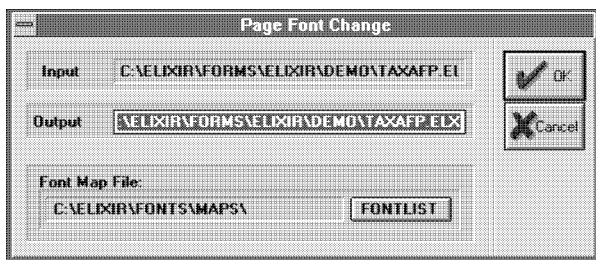 Page Font Change
Input C:\ELIXIR\FORMS\ELIXIR\DEMO\TAXAFP.EL
OK
Output \ELIXIR\FORMS\ELIXIR\DEMO\TAXAFP.ELX
Cancel
Font Map File:
C:\ELIXIR\FONTS\MAPS\ FONTLIST